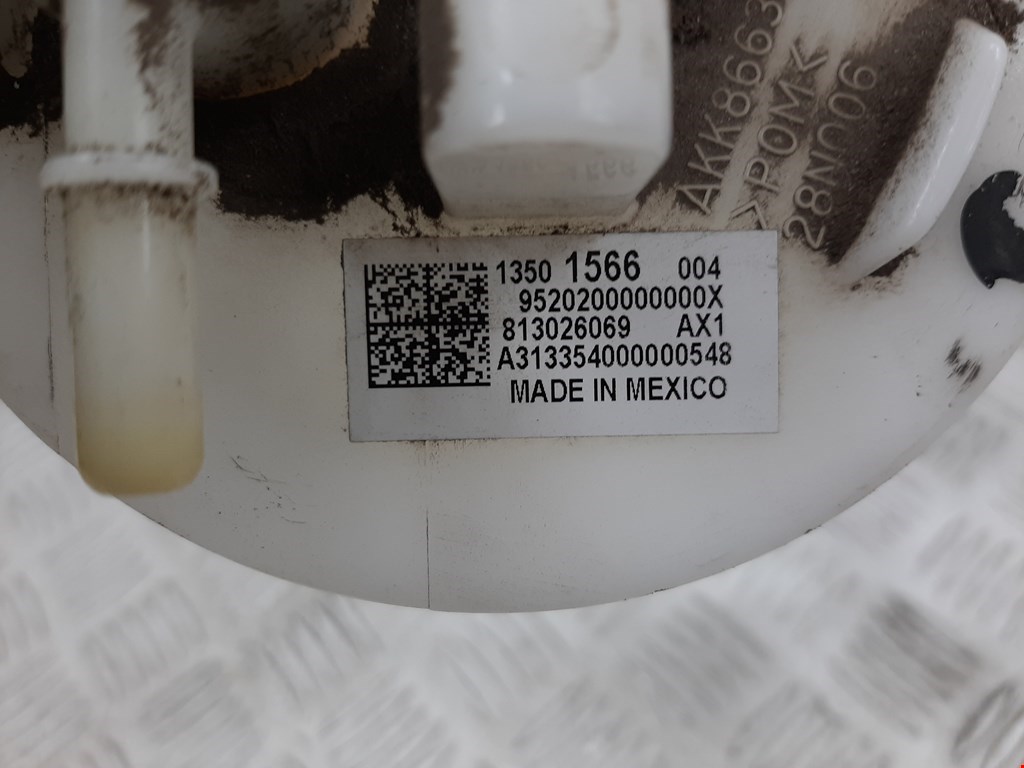 AKK8663
>POM<
28N006
1350 1566 004
9520200000000X
813026069 AX1
A313354000000548
MADE IN MEXICO